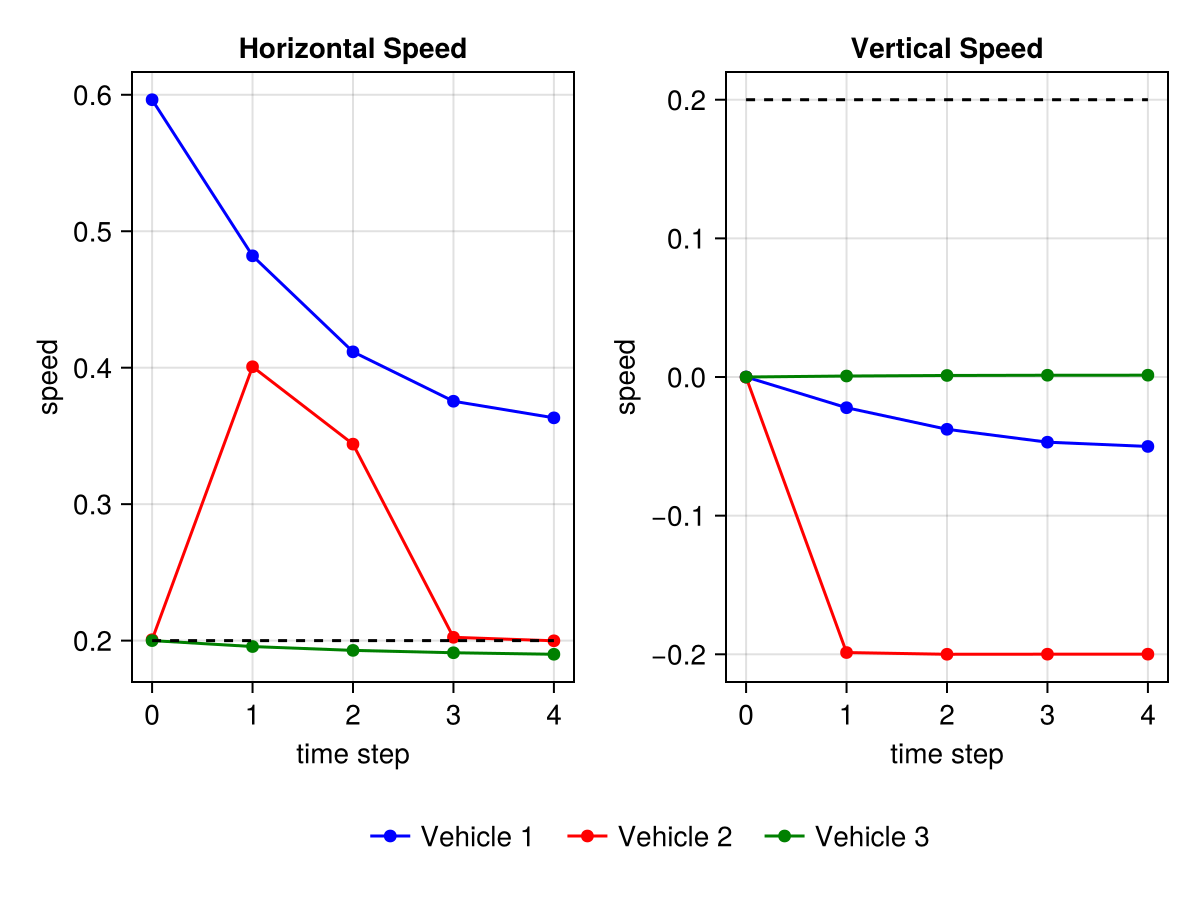 Horizontal Speed
0.6
0.5
0.4
0.3
0.2
speed
0 1 2 3 4
time step
Vertical Speed
0.2
0.1
0.0
−0.1
−0.2
speed
0 1 2 3 4
time step
Vehicle 1 Vehicle 2 Vehicle 3